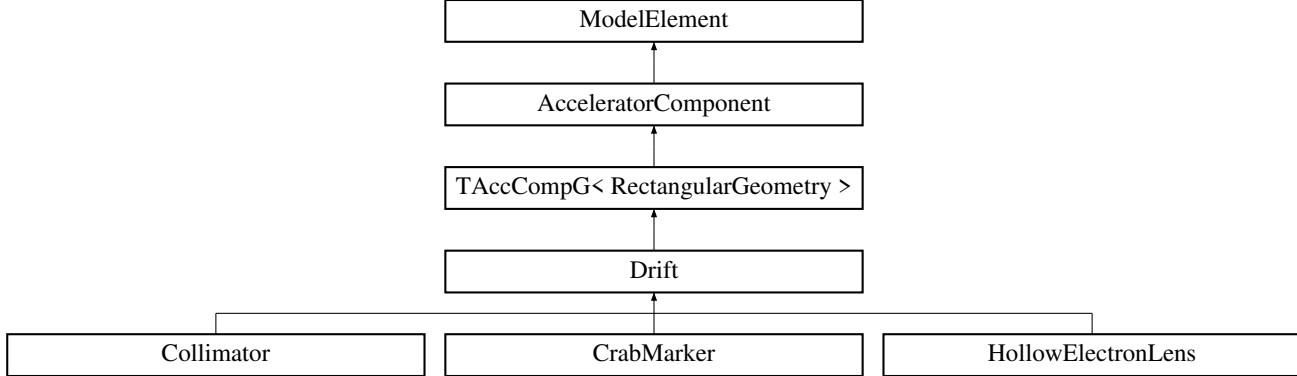 ModelElement
AcceleratorComponent
TAccCompG< RectangularGeometry >
Drift
Collimator
CrabMarker
HollowElectronLens